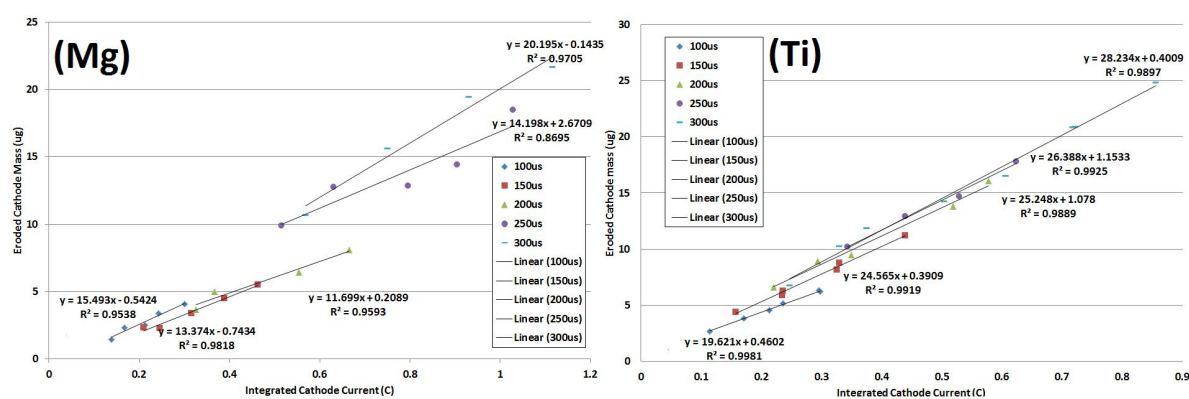 (Mg)
25
20
15
10
5
0
0
0.2
0.4
0.6
0.8
1
1.2
Eroded Cathode Mass (ug)
Integrated Cathode Current (C)
y = 20.195x - 0.1435
R² = 0.9705
y = 14.198x + 2.6709
R² = 0.8695
y = 15.493x - 0.5424
R² = 0.9538
y = 13.374x - 0.7434
R² = 0.9818
y = 11.699x + 0.2089
R² = 0.9593
100us
150us
200us
250us
300us
Linear (100us)
Linear (150us)
Linear (200us)
Linear (250us)
Linear (300us)
(Ti)
30
25
20
15
10
5
0
0
0.1
0.2
0.3
0.4
0.5
0.6
0.7
0.8
0.9
Eroded Cathode mass (ug)
Integrated Cathode Current (C)
100us
150us
200us
250us
300us
Linear (100us)
Linear (150us)
Linear (200us)
Linear (250us)
Linear (300us)
y = 28.234x + 0.4009
R² = 0.9897
y = 26.388x + 1.1533
R² = 0.9925
y = 25.248x + 1.078
R² = 0.9889
y = 24.565x + 0.3909
R² = 0.9919
y = 19.621x + 0.4602
R² = 0.9981